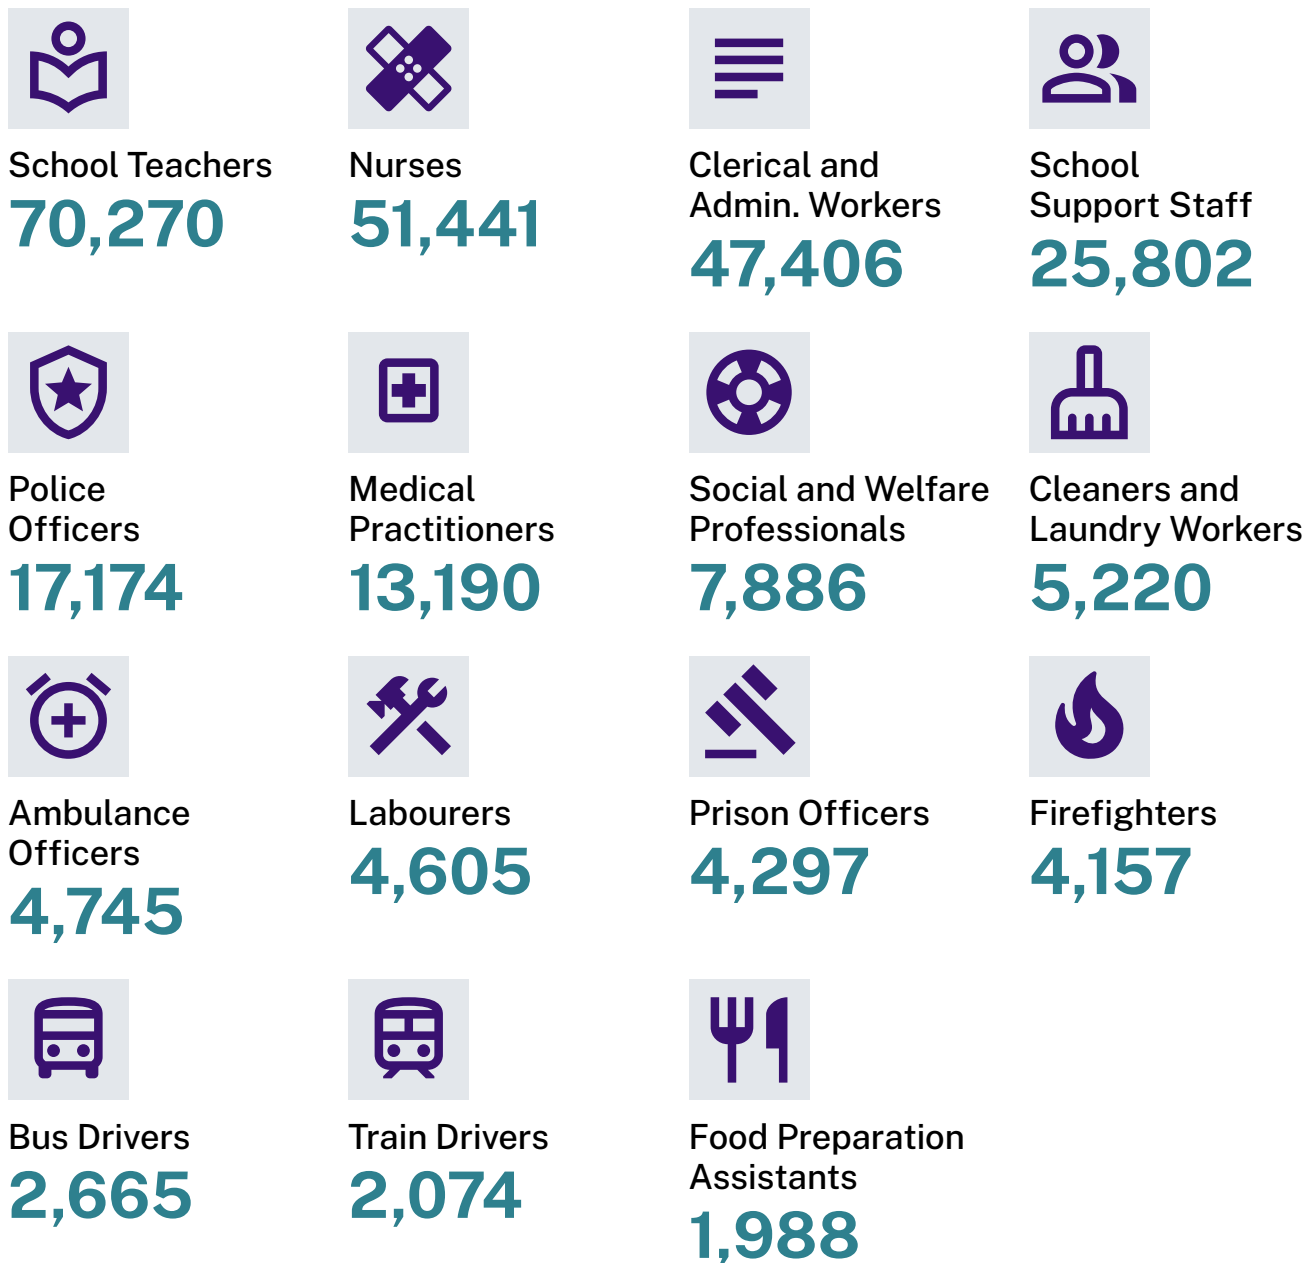 School Teachers
70,270
Nurses
51,441
Clerical and
Admin. Workers
47,406
School
Support Staff
25,802
Police
Officers
17,174
Medical
Practitioners
13,190
Social and Welfare
Professionals
7,886
Cleaners and
Laundry Workers
5,220
Ambulance
Officers
4,745
Labourers
4,605
Prison Officers
4,297
Firefighters
4,157
Bus Drivers
2,665
Train Drivers
2,074
Food Preparation
Assistants
1,988